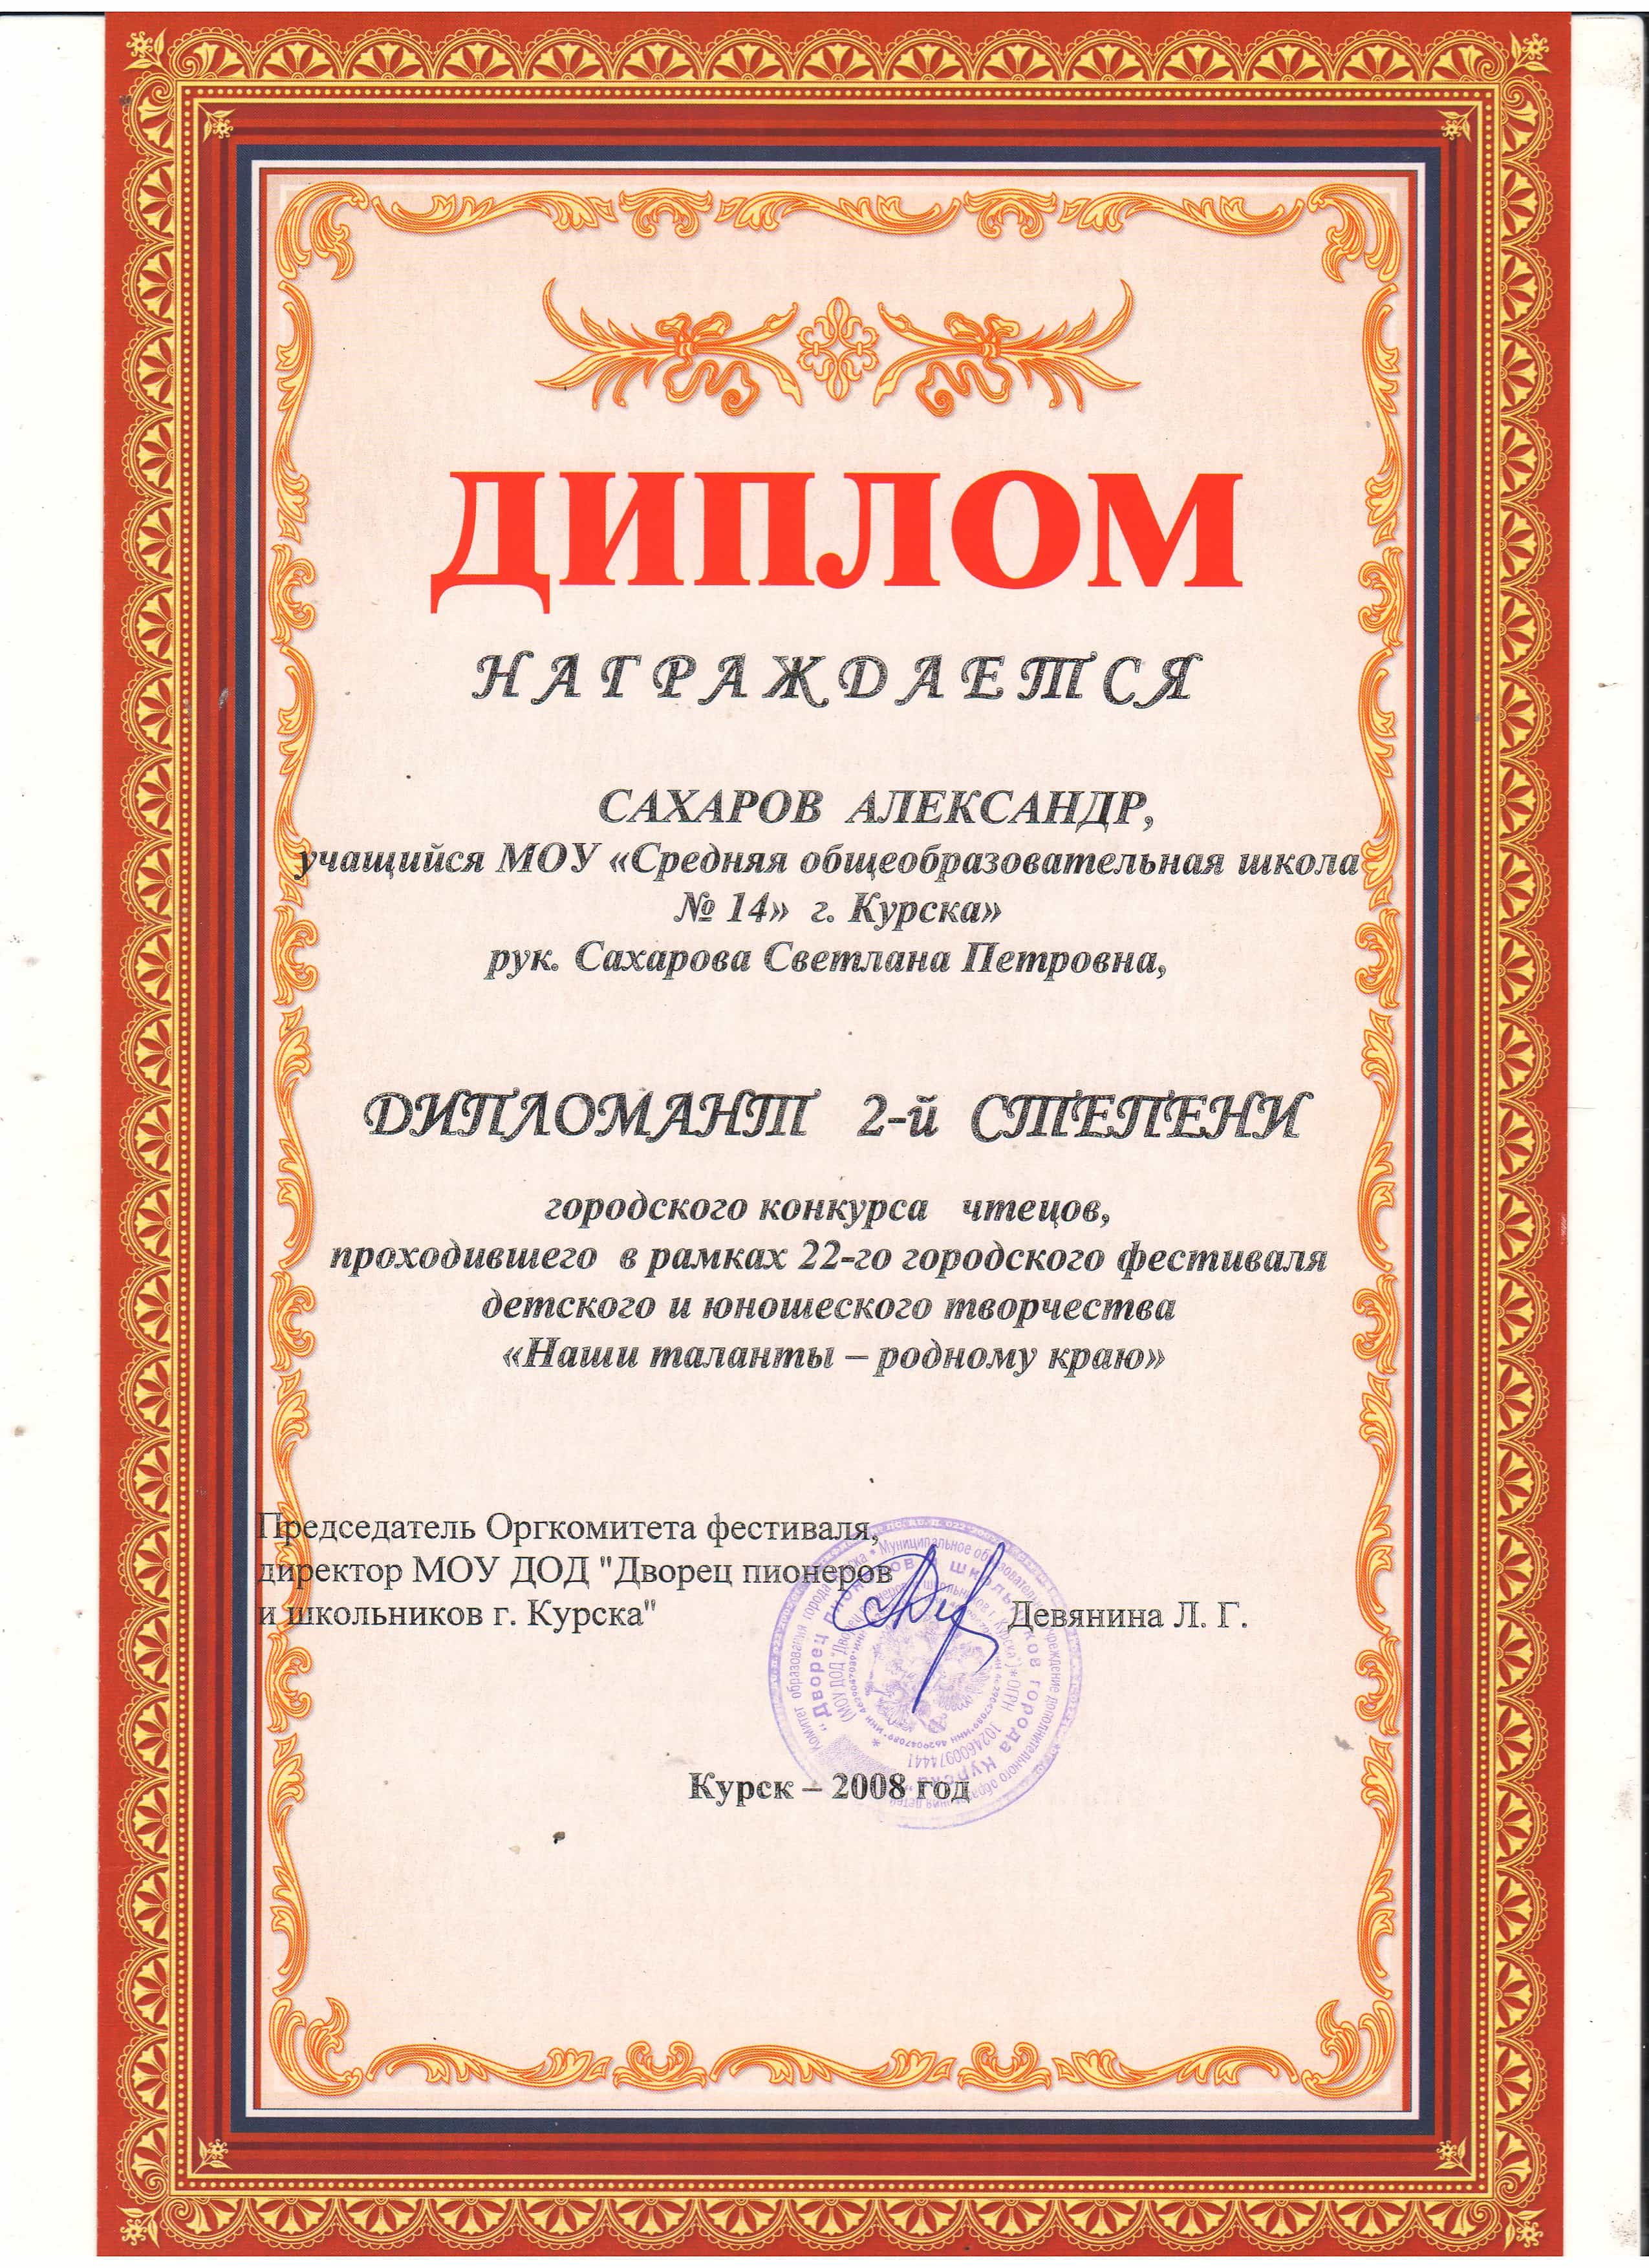 ДИПЛОМ
НАГРАЖДАЕТСЯ
САХАРОВ АЛЕКСАНДР,
учащийся МОУ «Средняя общеобразовательная школа
№ 14» г. Курска»
рук. Сахарова Светлана Петровна,
ДИПЛОМАНТ 2-й СТЕПЕНИ
городского конкурса чтецов,
проходившего в рамках 22-го городского фестиваля
детского и юношеского творчества
«Наши таланты – родному краю»
Председатель Оргкомитета фестиваля,
директор МОУ ДОД "Дворец пионеров
и школьников г. Курска"
Девянина Л. Г.
Курск – 2008 год